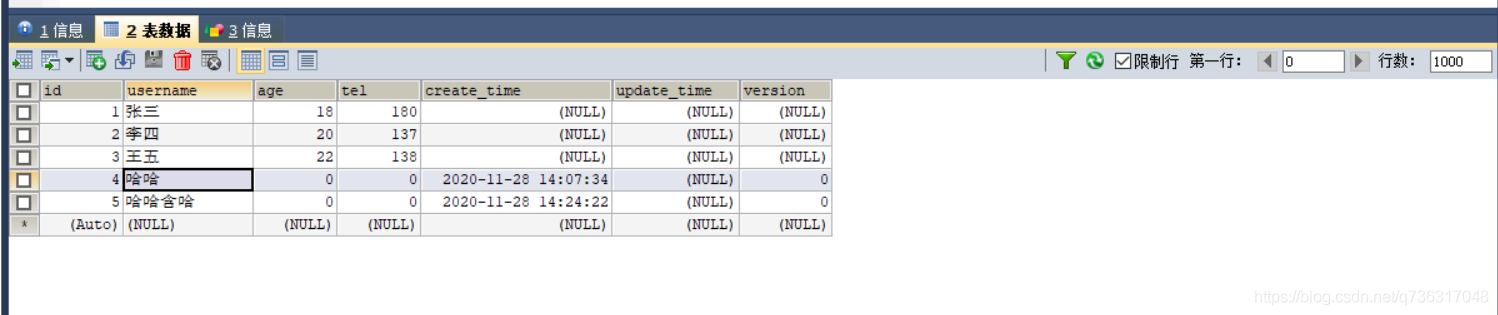 1 信息 2 表数据 3 信息
限制行 第一行: 0 行数: 1000
id username age tel create_time update_time version
1 张三 18 180 (NULL) (NULL) (NULL)
2 李四 20 137 (NULL) (NULL) (NULL)
3 王五 22 138 (NULL) (NULL) (NULL)
4 哈哈 0 0 2020-11-28 14:07:34 (NULL) 0
5 哈哈含哈 0 0 2020-11-28 14:24:22 (NULL) 0
* (Auto) (NULL) (NULL) (NULL) (NULL) (NULL) (NULL)
https://blog.csdn.net/q736317048